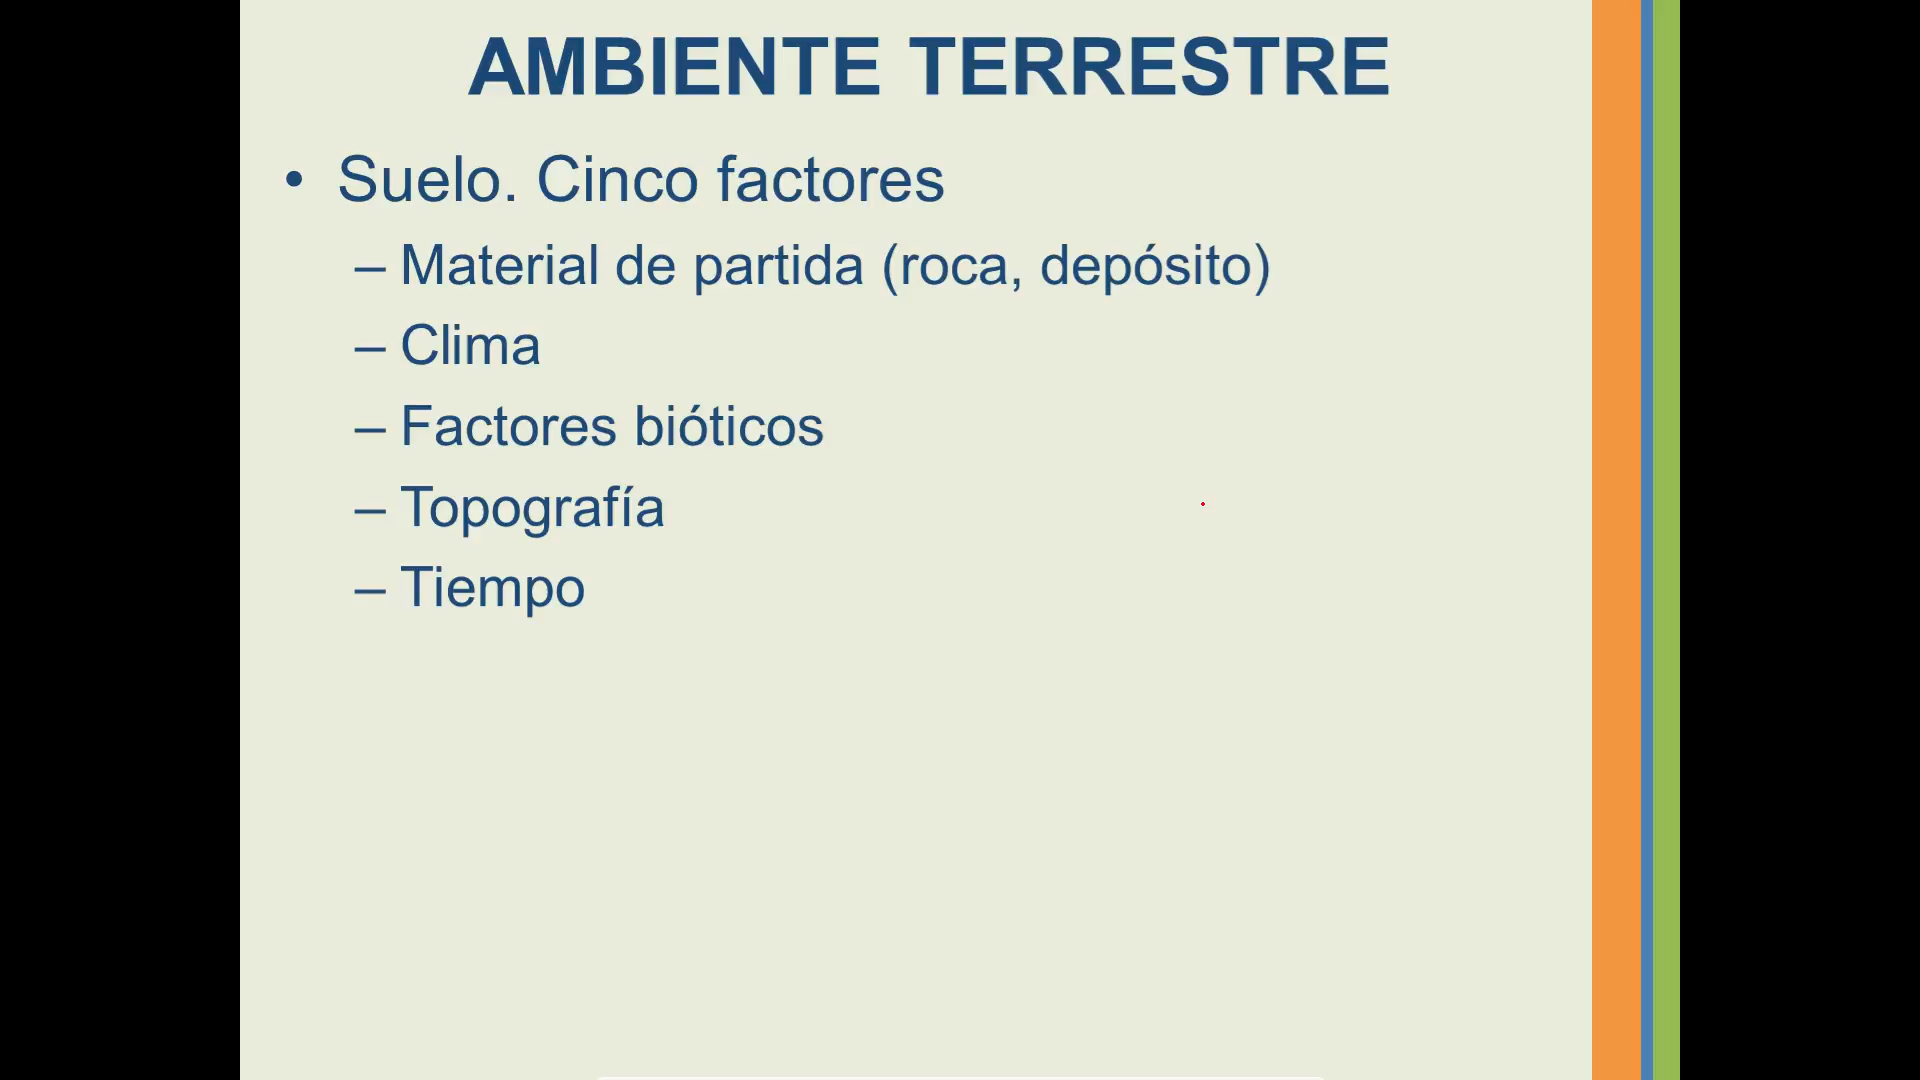 AMBIENTE TERRESTRE
• Suelo. Cinco factores
– Material de partida (roca, depósito)
– Clima
– Factores bióticos
– Topografía
– Tiempo